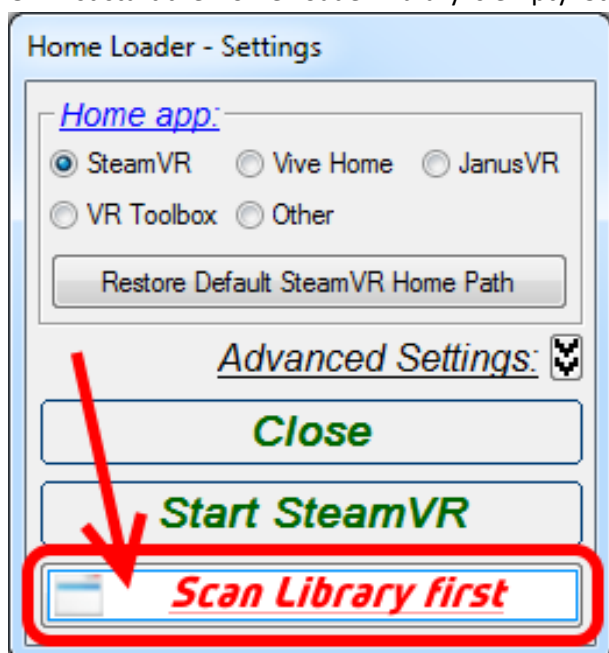 Home Loader - Settings
Home app:
SteamVR Vive Home JanusVR
VR Toolbox Other
Restore Default SteamVR Home Path
Advanced Settings:
Close
Start SteamVR
Scan Library first